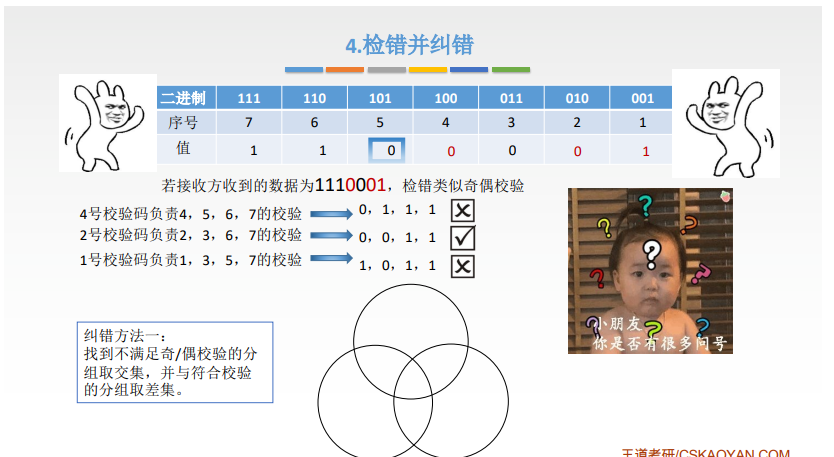 4.检错并纠错
二进制 111 110 101 100 011 010 001
序号 7 6 5 4 3 2 1
值 1 1 0 0 0 0 1
若接收方收到的数据为1110001，检错类似奇偶校验
4号校验码负责4，5，6，7的校验 0，1，1，1
2号校验码负责2，3，6，7的校验 0，0，1，1
1号校验码负责1，3，5，7的校验 1，0，1，1
纠错方法一：
找到不满足奇/偶校验的分
组取交集，并与符合校验
的分组取差集。
小朋友
你是否有很多问号
王道考研/CSKAOYAN.COM